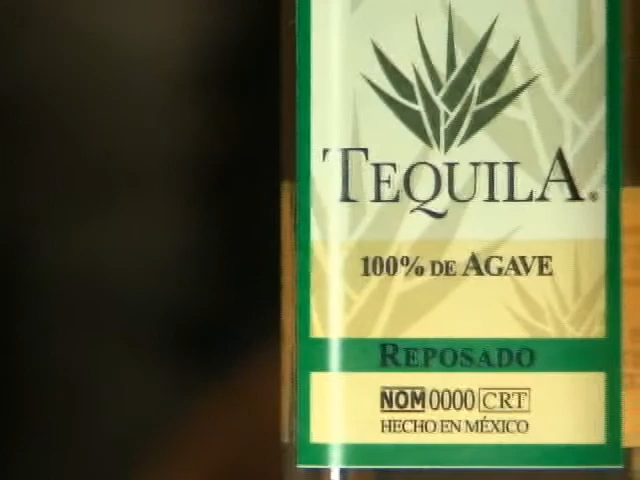 TEQUILA®
100% DE AGAVE
REPOSADO
NOM 0000 CRT
HECHO EN MÉXICO